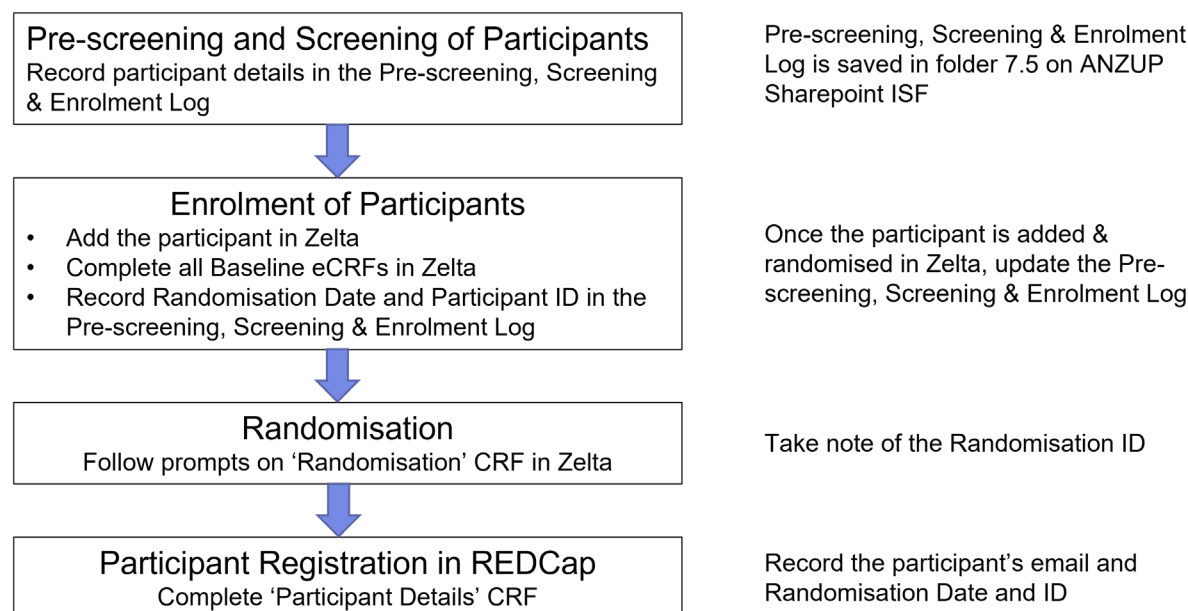 Pre-screening and Screening of Participants
Record participant details in the Pre-screening, Screening
& Enrolment Log
Pre-screening, Screening & Enrolment
Log is saved in folder 7.5 on ANZUP
Sharepoint ISF
Enrolment of Participants
• Add the participant in Zelta
• Complete all Baseline eCRFs in Zelta
• Record Randomisation Date and Participant ID in the
Pre-screening, Screening & Enrolment Log
Once the participant is added &
randomised in Zelta, update the Pre-
screening, Screening & Enrolment Log
Randomisation
Follow prompts on ‘Randomisation’ CRF in Zelta
Take note of the Randomisation ID
Participant Registration in REDCap
Complete ‘Participant Details’ CRF
Record the participant’s email and
Randomisation Date and ID